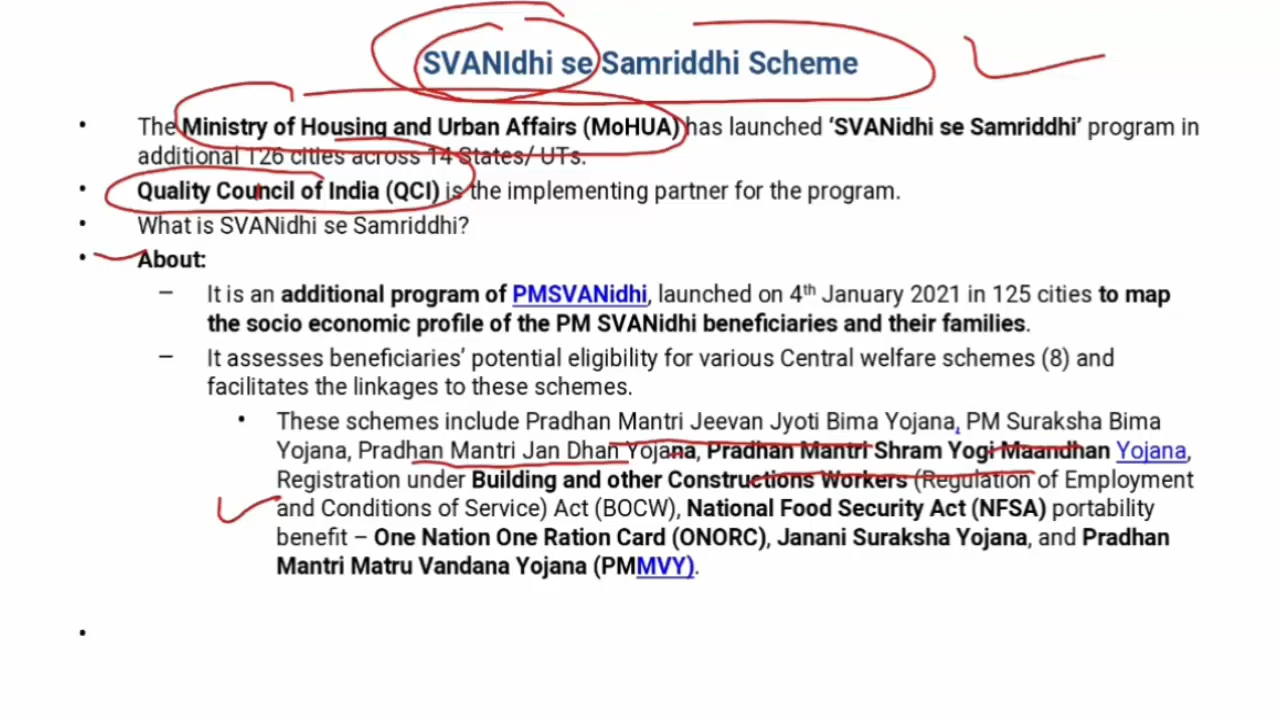 SVANIdhi se Samriddhi Scheme
• The Ministry of Housing and Urban Affairs (MoHUA) has launched ‘SVANidhi se Samriddhi’ program in
additional 126 cities across 14 States/ UTs.
• Quality Council of India (QCI) is the implementing partner for the program.
• What is SVANidhi se Samriddhi?
• About:
– It is an additional program of PMSVANidhi, launched on 4th January 2021 in 125 cities to map
the socio economic profile of the PM SVANidhi beneficiaries and their families.
– It assesses beneficiaries’ potential eligibility for various Central welfare schemes (8) and
facilitates the linkages to these schemes.
• These schemes include Pradhan Mantri Jeevan Jyoti Bima Yojana, PM Suraksha Bima
Yojana, Pradhan Mantri Jan Dhan Yojana, Pradhan Mantri Shram Yogi Maandhan Yojana,
Registration under Building and other Constructions Workers (Regulation of Employment
and Conditions of Service) Act (BOCW), National Food Security Act (NFSA) portability
benefit – One Nation One Ration Card (ONORC), Janani Suraksha Yojana, and Pradhan
Mantri Matru Vandana Yojana (PMMVY).
•